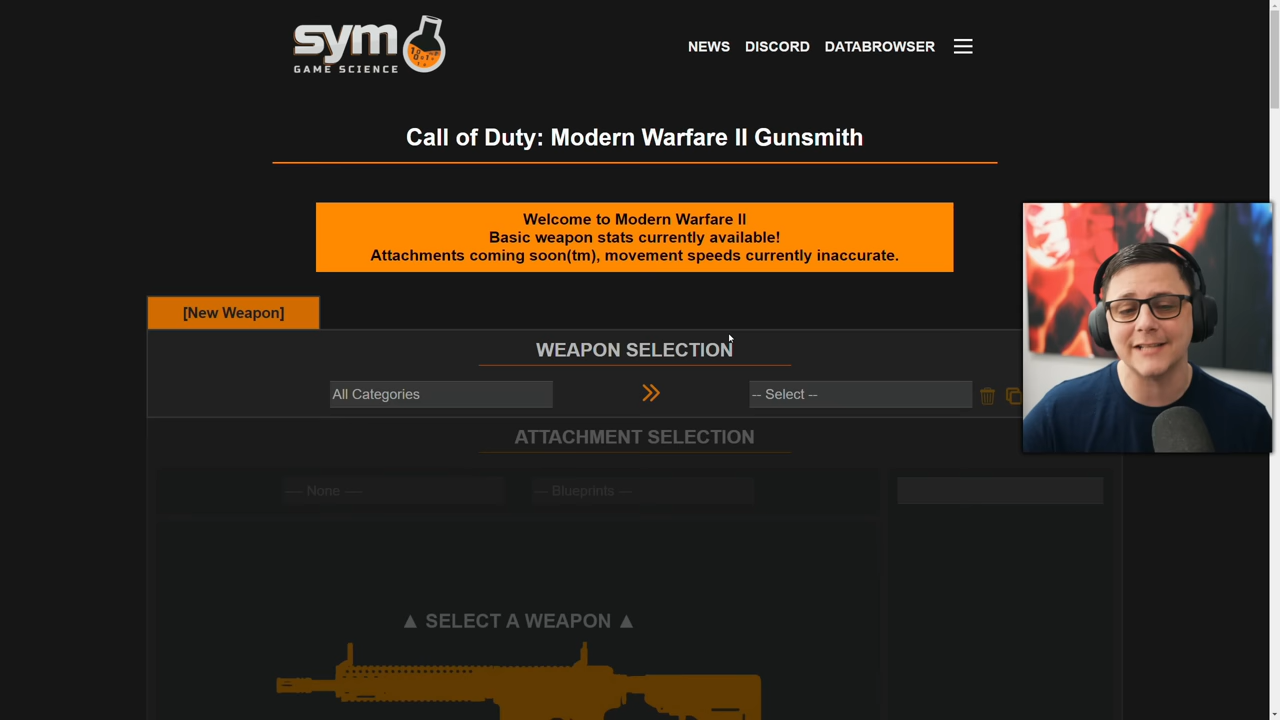 sym
GAME SCIENCE
NEWS DISCORD DATABROWSER
Call of Duty: Modern Warfare II Gunsmith
Welcome to Modern Warfare II
Basic weapon stats currently available!
Attachments coming soon(tm), movement speeds currently inaccurate.
[New Weapon]
WEAPON SELECTION
All Categories
-- Select --
ATTACHMENT SELECTION
---- None ----
--- Blueprints ---
▲ SELECT A WEAPON ▲